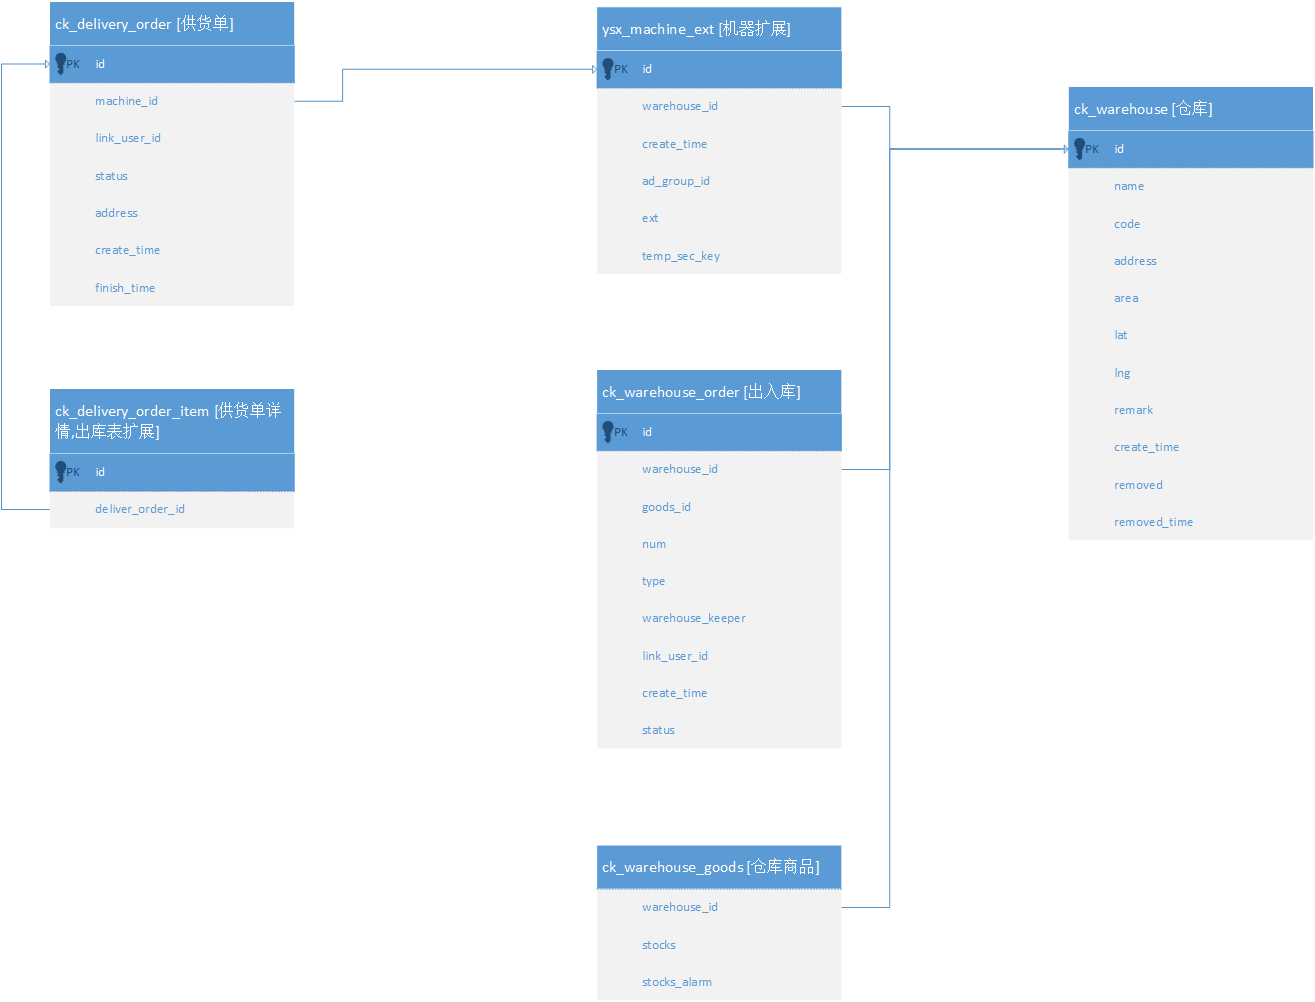 ck_delivery_order [供货单]
PK id
machine_id
link_user_id
status
address
create_time
finish_time
ck_delivery_order_item [供货单详
情,出库表扩展]
PK id
deliver_order_id
ysx_machine_ext [机器扩展]
PK id
warehouse_id
create_time
ad_group_id
ext
temp_sec_key
ck_warehouse_order [出入库]
PK id
warehouse_id
goods_id
num
type
warehouse_keeper
link_user_id
create_time
status
ck_warehouse_goods [仓库商品]
warehouse_id
stocks
stocks_alarm
ck_warehouse [仓库]
PK id
name
code
address
area
lat
lng
remark
create_time
removed
removed_time